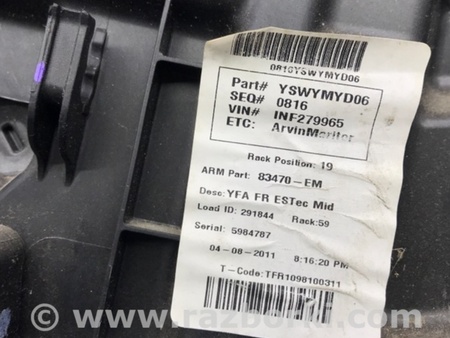 0816YSWYMYD06
Part# YSWYMYD06
SEQ# 0816
VIN# INF279965
ETC: ArvinMeritor
Rack Position: 19
ARM Part: 83470-EM
Desc: YFA FR ESTec Mid
Load ID: 291844 Rack: 59
Serial: 5984787
04-08-2011 8:16:20 PM
T-Code: TFR1098100311
© www.razborka.com